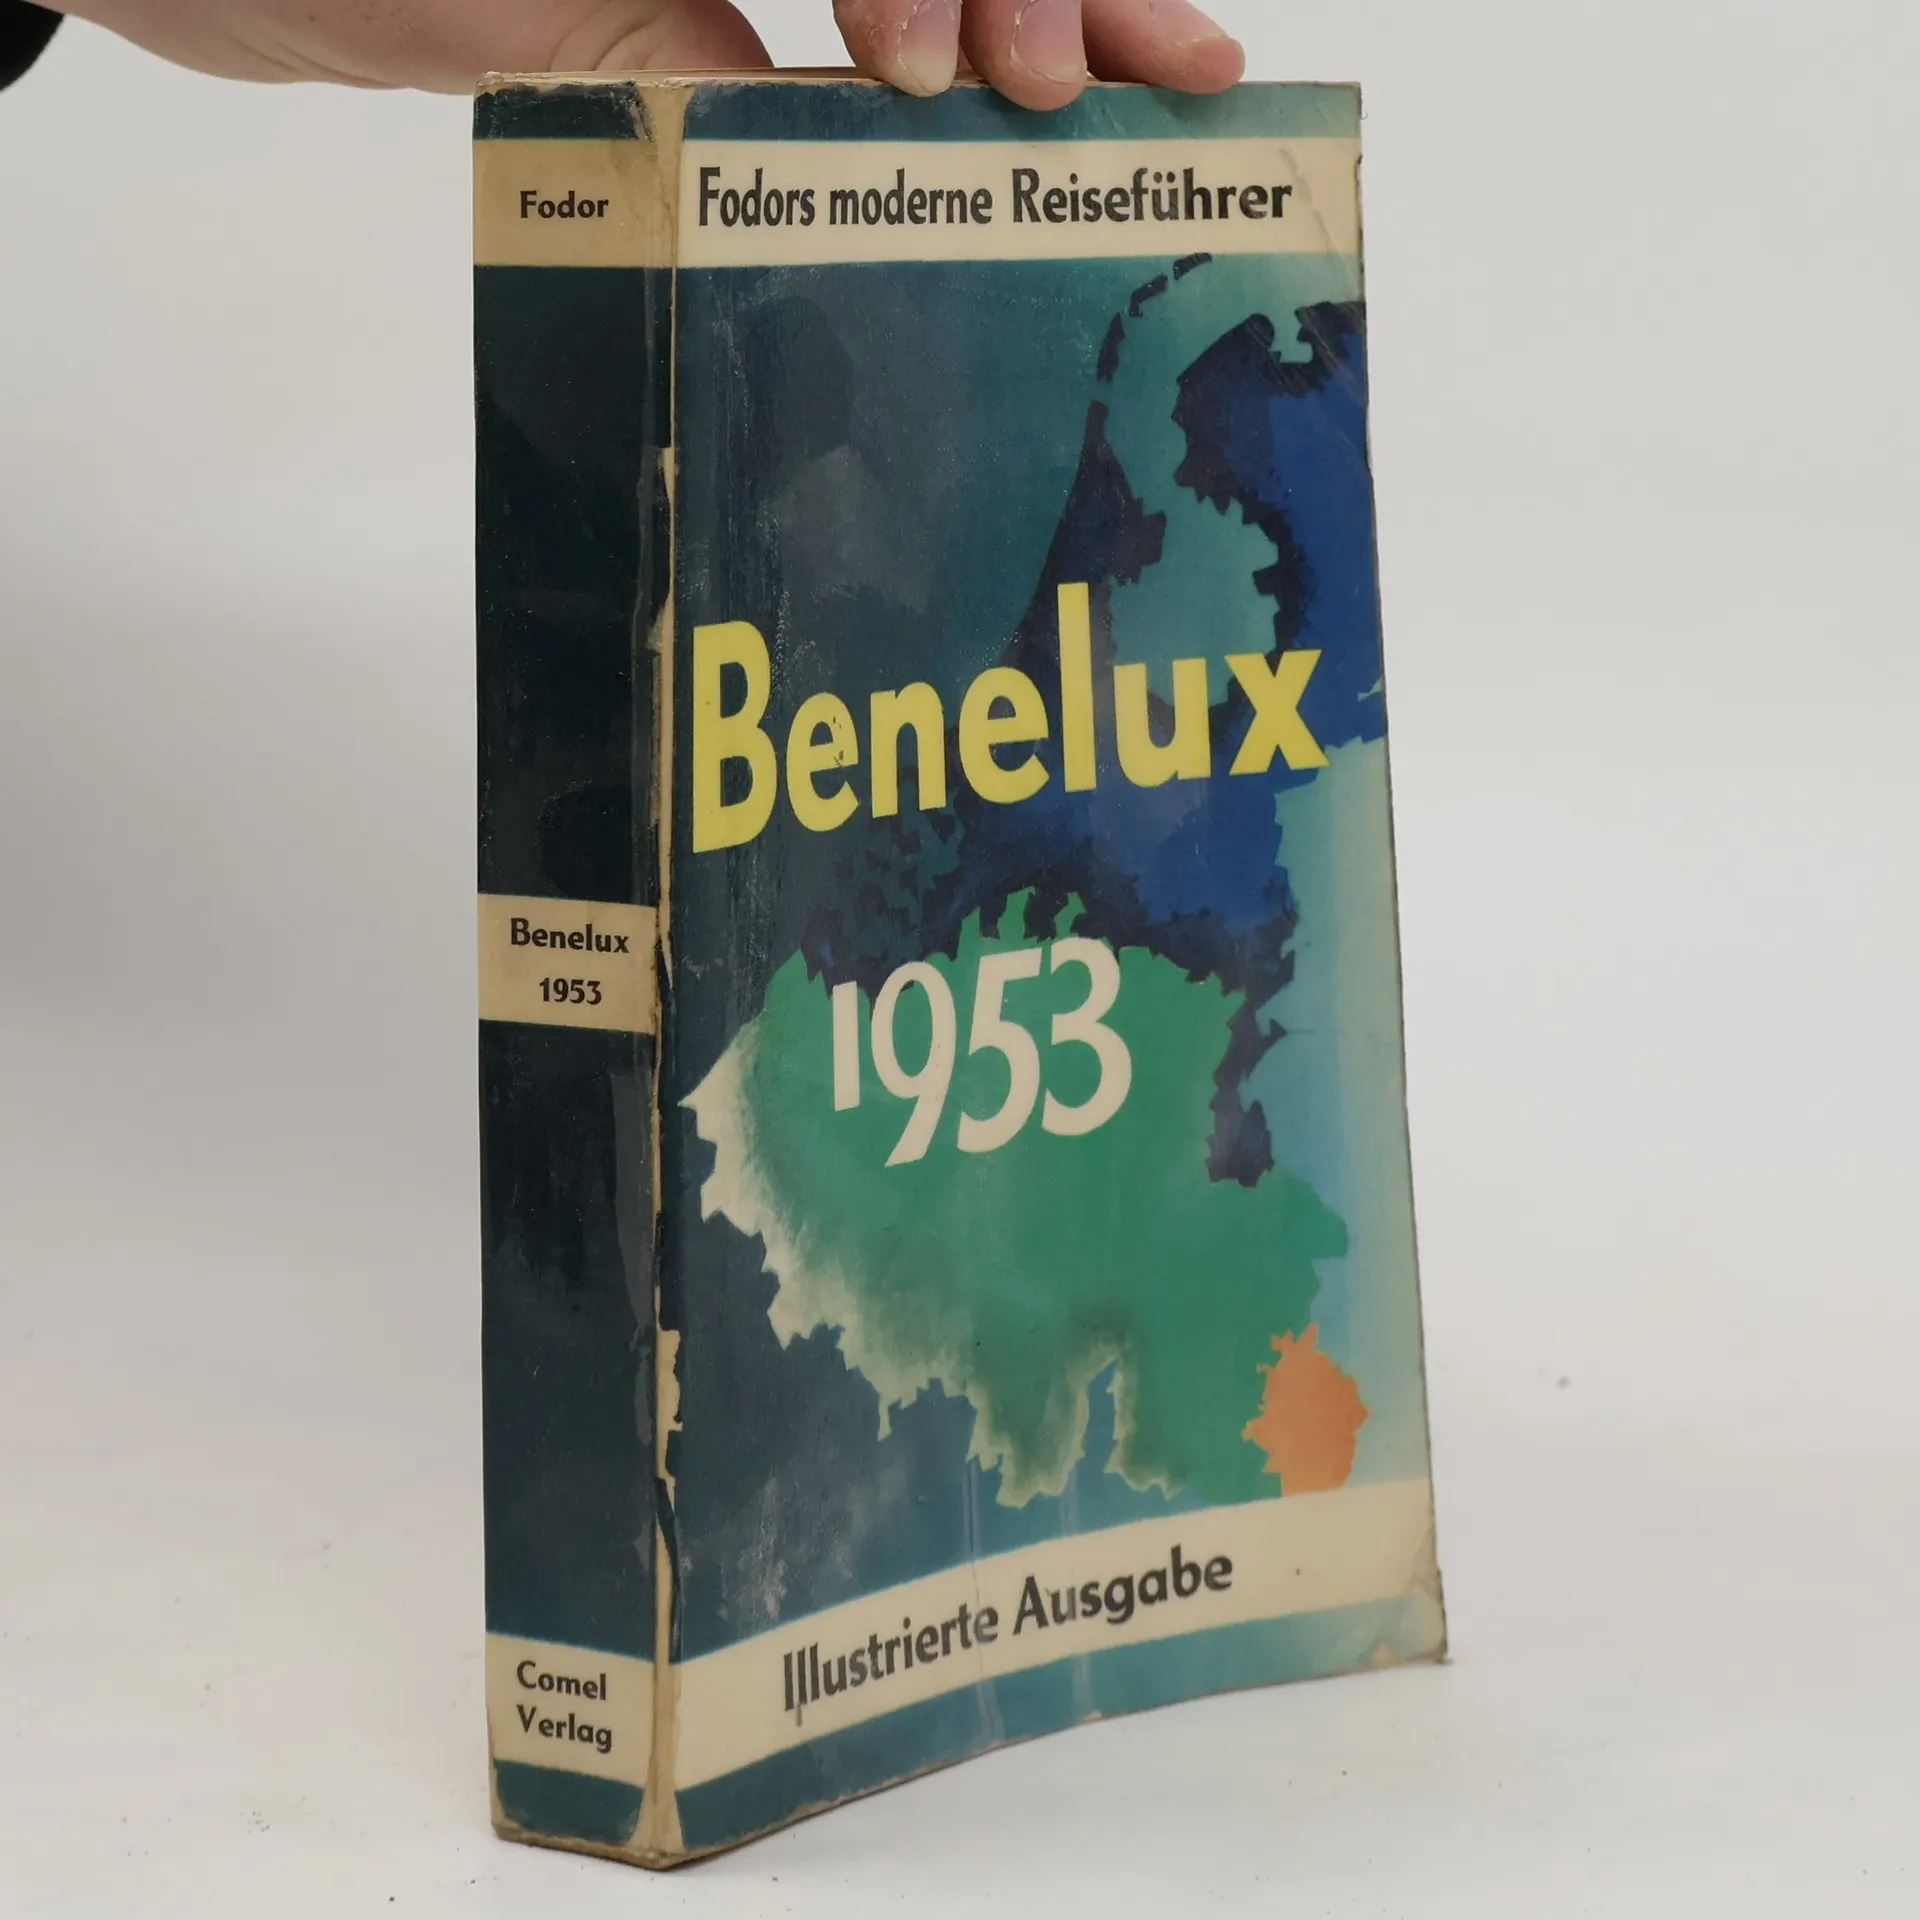 Fodor
Benelux
1953
Comel
Verlag
Fodors moderne Reiseführer
Benelux
1953
Illustrierte Ausgabe